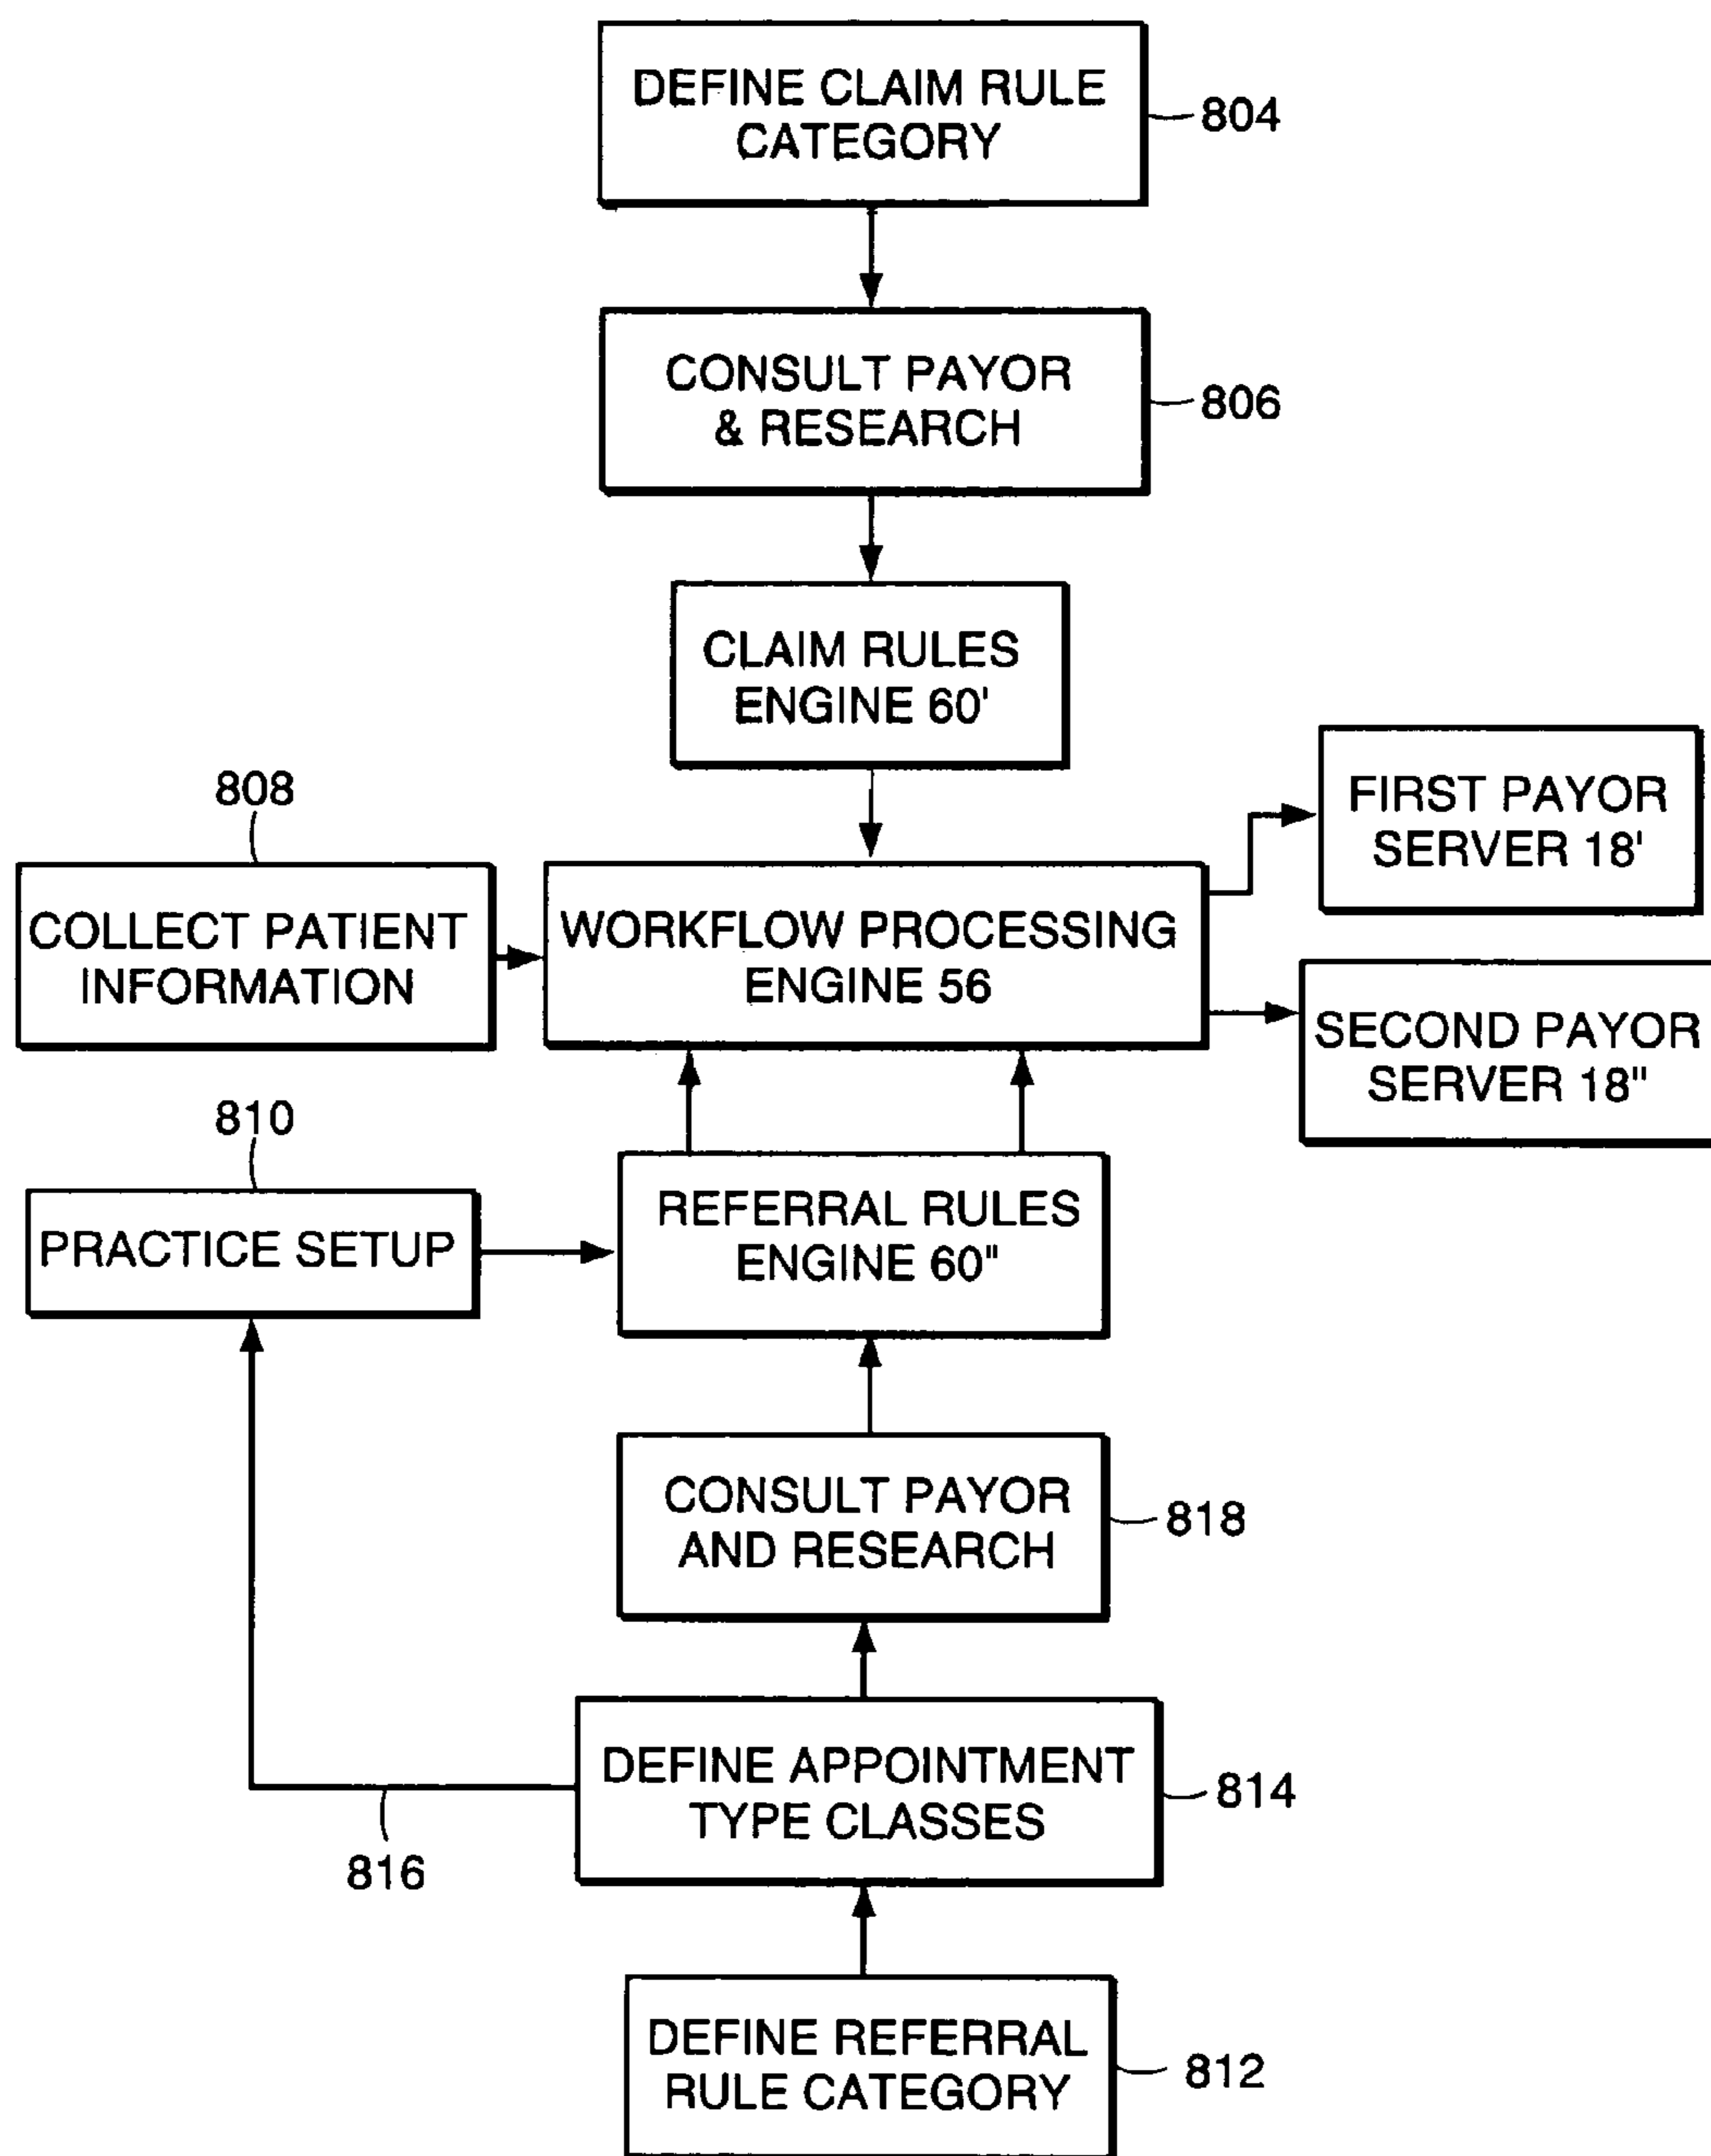 DEFINE CLAIM RULE
CATEGORY
804
CONSULT PAYOR
& RESEARCH
806
CLAIM RULES
ENGINE 60'
808
FIRST PAYOR
SERVER 18'
COLLECT PATIENT
INFORMATION
WORKFLOW PROCESSING
ENGINE 56
SECOND PAYOR
SERVER 18"
810
PRACTICE SETUP
REFERRAL RULES
ENGINE 60"
CONSULT PAYOR
AND RESEARCH
818
DEFINE APPOINTMENT
TYPE CLASSES
814
816
DEFINE REFERRAL
RULE CATEGORY
812